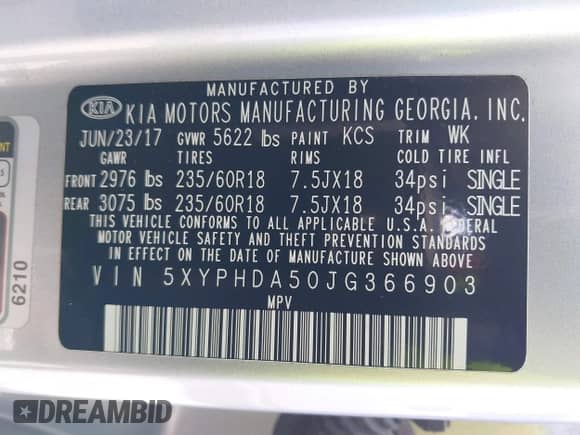 MANUFACTURED BY
KIA KIA MOTORS MANUFACTURING GEORGIA, INC.
JUN/23/17 GVWR 5622 lbs PAINT KCS TRIM WK
GAWR TIRES RIMS COLD TIRE INFL
FRONT 2976 lbs 235/60R18 7.5JX18 34psi SINGLE
REAR 3075 lbs 235/60R18 7.5JX18 34psi SINGLE
THIS VEHICLE CONFORMS TO ALL APPLICABLE U.S.A. FEDERAL
MOTOR VEHICLE SAFETY AND THEFT PREVENTION STANDARDS
IN EFFECT ON THE DATE OF MANUFACTURE SHOWN ABOVE.
VIN 5XYPHDA50JG366903
MPV
6210
DREAMBID